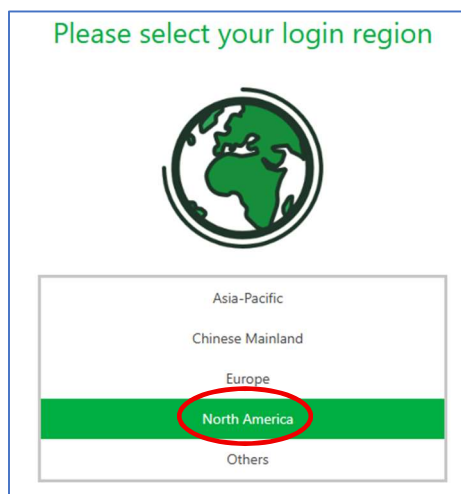 Please select your login region
Asia-Pacific
Chinese Mainland
Europe
North America
Others